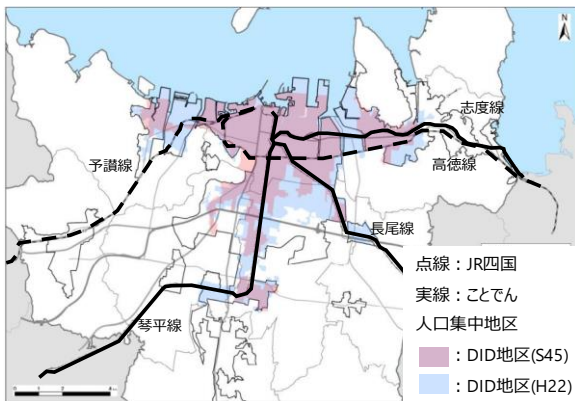 N
志度線
予讃線
高徳線
長尾線
点線：JR四国
実線：ことでん
人口集中地区
琴平線
：DID地区(S45)
：DID地区(H22)